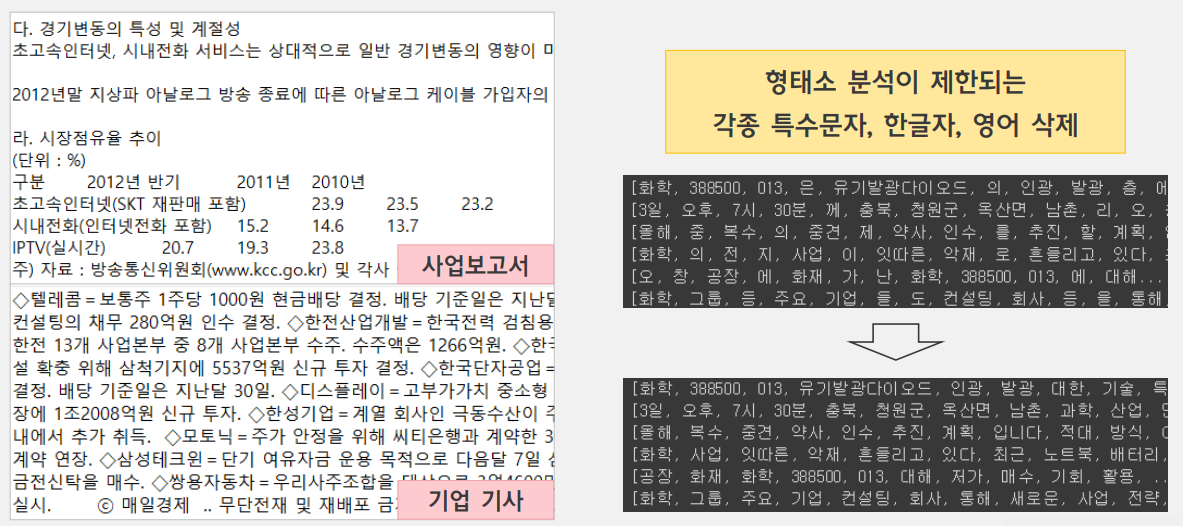 다. 경기변동의 특성 및 계절성
초고속인터넷, 시내전화 서비스는 상대적으로 일반 경기변동의 영향이 미
2012년말 지상파 아날로그 방송 종료에 따른 아날로그 케이블 가입자의
라. 시장점유율 추이
(단위 : %)
구분 2012년 반기 2011년 2010년
초고속인터넷(SKT 재판매 포함) 23.9 23.5 23.2
시내전화(인터넷전화 포함) 15.2 14.6 13.7
IPTV(실시간) 20.7 19.3 23.8
주) 자료 : 방송통신위원회(www.kcc.go.kr) 및 각사
사업보고서
◇텔레콤=보통주 1주당 1000원 현금배당 결정. 배당 기준일은 지난달
컨설팅의 채무 280억원 인수 결정. ◇한전산업개발=한국전력 검침용
한전 13개 사업본부 중 8개 사업본부 수주. 수주액은 1266억원. ◇한국
설 확충 위해 삼척기지에 5537억원 신규 투자 결정. ◇한국단자공업=
결정. 배당 기준일은 지난달 30일. ◇디스플레이=고부가가치 중소형
장에 1조2008억원 신규 투자. ◇한성기업=계열 회사인 극동수산이 주
내에서 추가 취득. ◇모토닉=주가 안정을 위해 씨티은행과 계약한 3
계약 연장. ◇삼성테크윈=단기 여유자금 운용 목적으로 다음달 7일 삼
금전신탁을 매수. ◇쌍용자동차=우리사주조합을 대상으로 3억4600만
실시. ⓒ 매일경제 .. 무단전재 및 재배포 금지
기업 기사
형태소 분석이 제한되는
각종 특수문자, 한글자, 영어 삭제
[화학, 388500, 013, 은, 유기발광다이오드, 의, 인광, 발광, 층, 에
[3일, 오후, 7시, 30분, 께, 충북, 청원군, 옥산면, 남촌, 리, 오,
[올해, 중, 복수, 의, 중견, 제, 약사, 인수, 를, 추진, 할, 계획,
[화학, 의, 전, 지, 사업, 이, 잇따른, 악재, 로, 흔들리고, 있다,
[오, 창, 공장, 에, 화재, 가, 난, 화학, 388500, 013, 에, 대해...
[화학, 그룹, 등, 주요, 기업, 들, 도, 컨설팅, 회사, 등, 을, 통해
[화학, 388500, 013, 유기발광다이오드, 인광, 발광, 대한, 기술, 특
[3일, 오후, 7시, 30분, 충북, 청원군, 옥산면, 남촌, 과학, 산업, 단
[올해, 복수, 중견, 약사, 인수, 추진, 계획, 입니다, 적대, 방식,
[화학, 사업, 잇따른, 악재, 흔들리고, 있다, 최근, 노트북, 배터리,
[공장, 화재, 화학, 388500, 013, 대해, 저가, 매수, 기회, 활용, ..
[화학, 그룹, 주요, 기업, 컨설팅, 회사, 통해, 새로운, 사업, 전략,